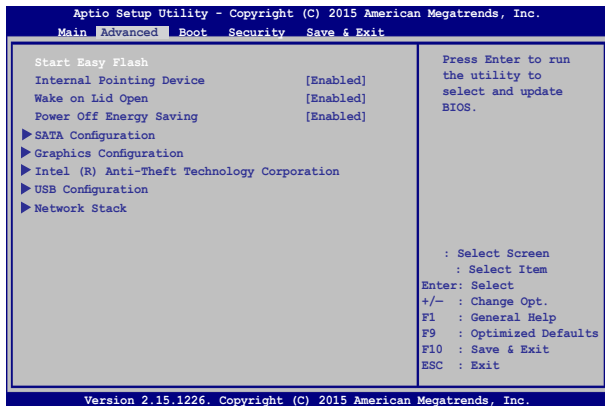 Aptio Setup Utility - Copyright (C) 2015 American Megatrends, Inc.
Main Advanced Boot Security Save & Exit
Start Easy Flash
Internal Pointing Device [Enabled]
Wake on Lid Open [Enabled]
Power Off Energy Saving [Enabled]
SATA Configuration
Graphics Configuration
Intel (R) Anti-Theft Technology Corporation
USB Configuration
Network Stack
Press Enter to run
the utility to
select and update
BIOS.
: Select Screen
: Select Item
Enter: Select
+/— : Change Opt.
F1 : General Help
F9 : Optimized Defaults
F10 : Save & Exit
ESC : Exit
Version 2.15.1226. Copyright (C) 2015 American Megatrends, Inc.